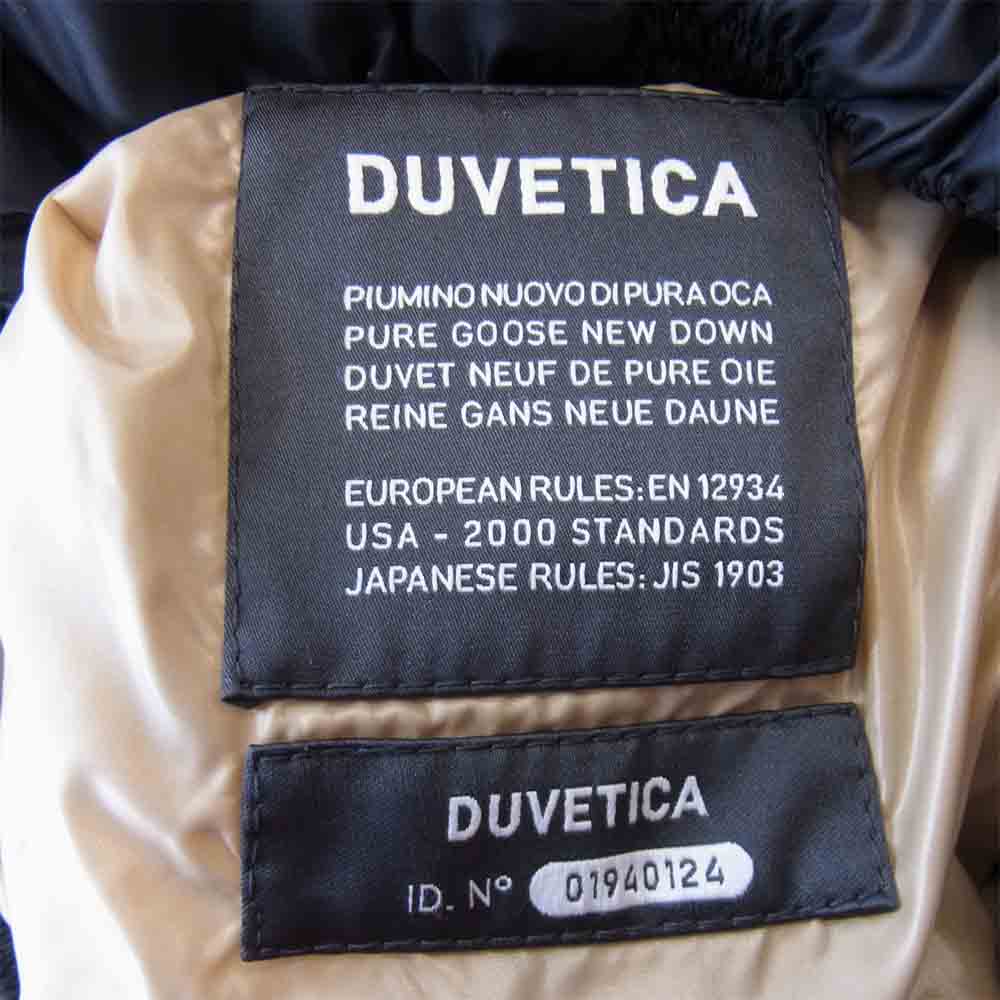 DUVETICA
PIUMINO NUOVO DI PURA OCA
PURE GOOSE NEW DOWN
DUVET NEUF DE PURE OIE
REINE GANS NEUE DAUNE
EUROPEAN RULES: EN 12934
USA - 2000 STANDARDS
JAPANESE RULES: JIS 1903
DUVETICA
ID. Nº 01940124